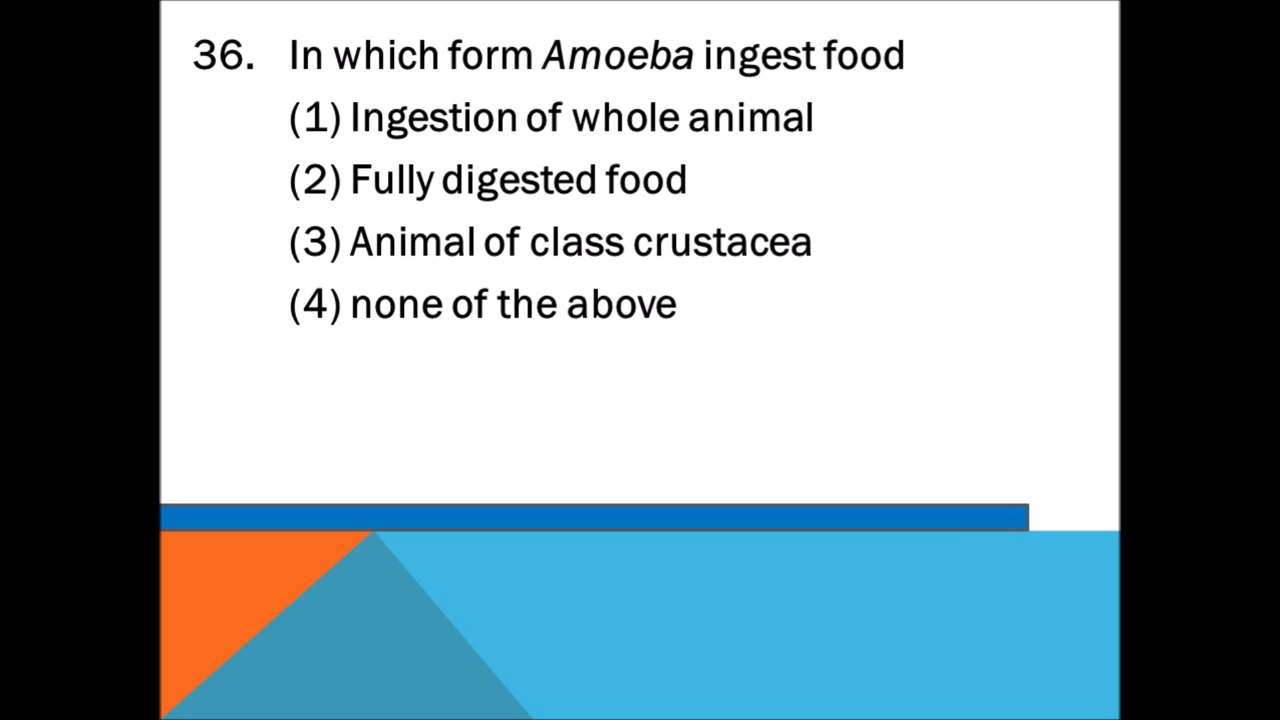 36. In which form Amoeba ingest food
(1) Ingestion of whole animal
(2) Fully digested food
(3) Animal of class crustacea
(4) none of the above